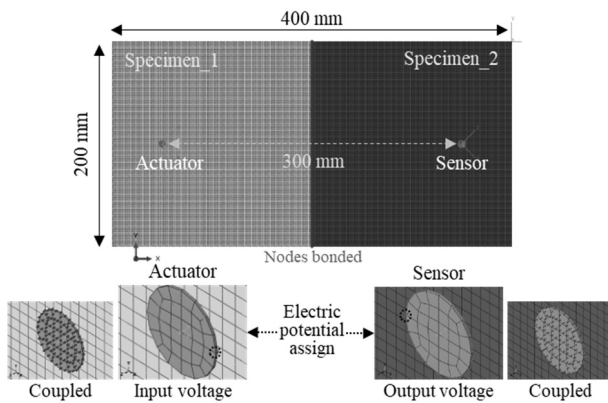 400 mm
Specimen_1
Specimen_2
200 mm
Actuator
300 mm
Sensor
Nodes bonded
Actuator
Sensor
Electric
potential
assign
Coupled
Input voltage
Output voltage
Coupled